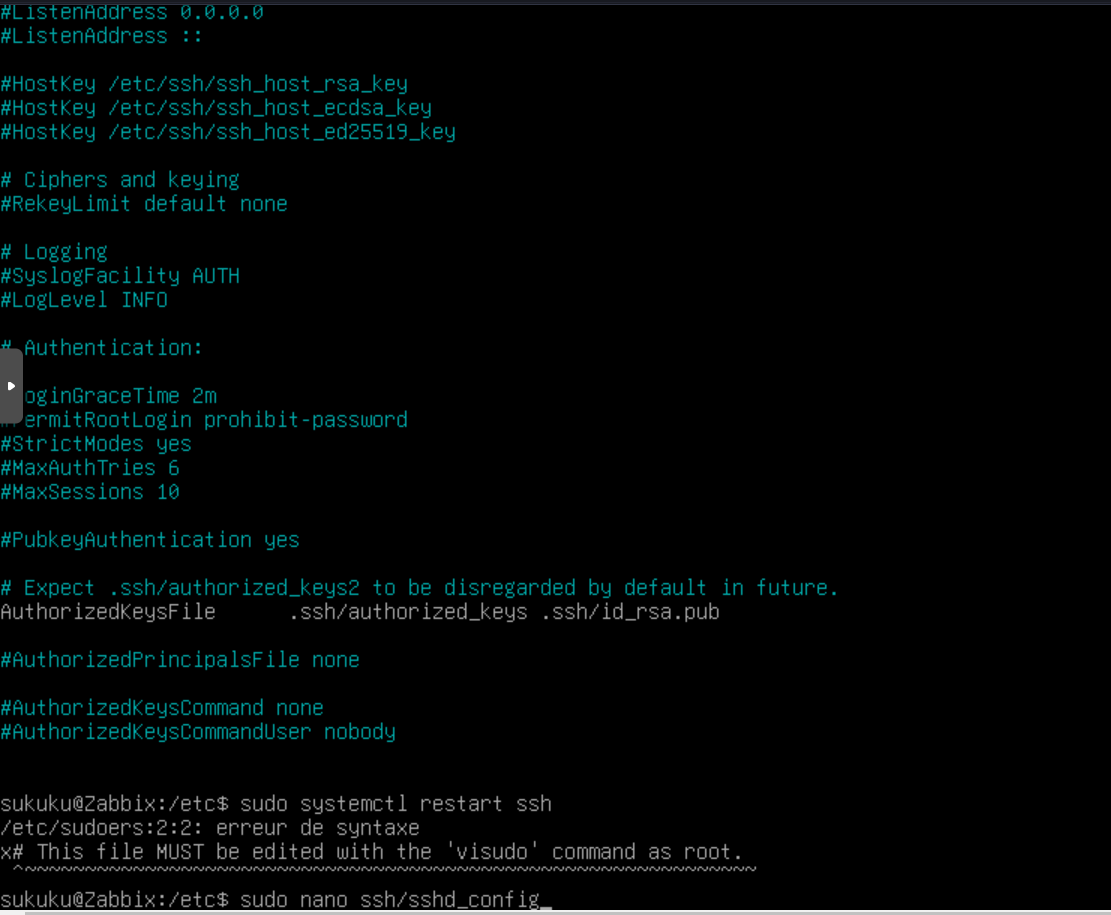 #ListenAddress 0.0.0.0
#ListenAddress ::
#HostKey /etc/ssh/ssh_host_rsa_key
#HostKey /etc/ssh/ssh_host_ecdsa_key
#HostKey /etc/ssh/ssh_host_ed25519_key
# Ciphers and keying
#RekeyLimit default none
# Logging
#SyslogFacility AUTH
#LogLevel INFO
# Authentication:
oginGraceTime 2m
ermitRootLogin prohibit-password
#StrictModes yes
#MaxAuthTries 6
#MaxSessions 10
#PubkeyAuthentication yes
# Expect .ssh/authorized_keys2 to be disregarded by default in future.
AuthorizedKeysFile      .ssh/authorized_keys .ssh/id_rsa.pub
#AuthorizedPrincipalsFile none
#AuthorizedKeysCommand none
#AuthorizedKeysCommandUser nobody
sukuku@Zabbix:/etc$ sudo systemctl restart ssh
/etc/sudoers:2:2: erreur de syntaxe
x# This file MUST be edited with the 'visudo' command as root.
 ^~~~~~~~~~~~~~~~~~~~~~~~~~~~~~~~~~~~~~~~~~~~~~~~~~~~~~~~~~~~~~
sukuku@Zabbix:/etc$ sudo nano ssh/sshd_config_